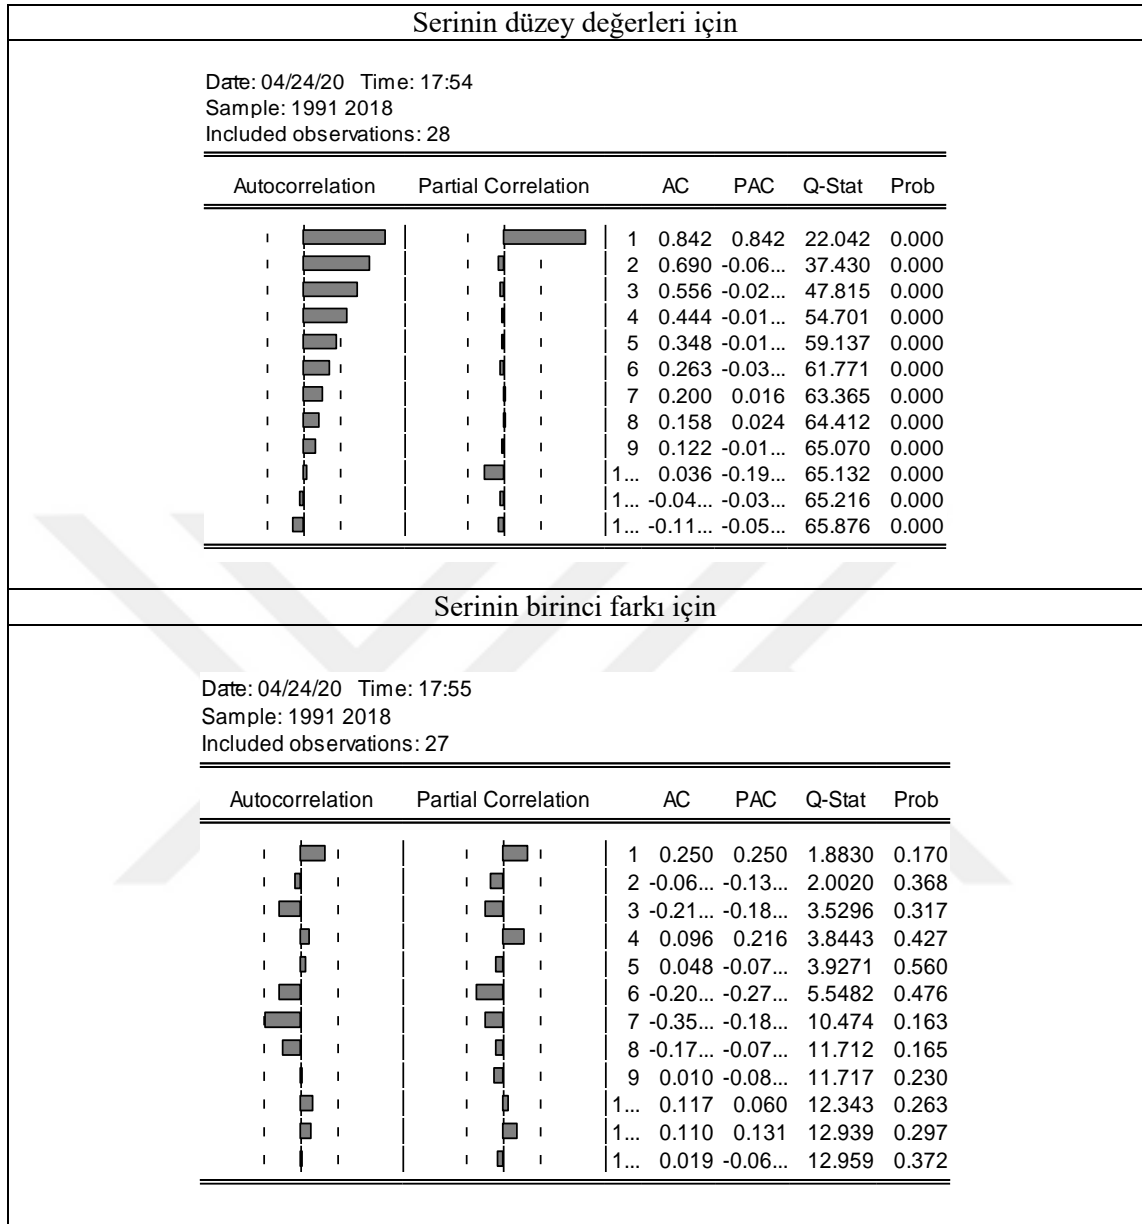 Serinin düzey değerleri için
Date: 04/24/20 Time: 17:54
Sample: 1991 2018
Included observations: 28
Autocorrelation Partial Correlation AC PAC Q-Stat Prob
1 0.842 0.842 22.042 0.000
2 0.690 -0.06... 37.430 0.000
3 0.556 -0.02... 47.815 0.000
4 0.444 -0.01... 54.701 0.000
5 0.348 -0.01... 59.137 0.000
6 0.263 -0.03... 61.771 0.000
7 0.200 0.016 63.365 0.000
8 0.158 0.024 64.412 0.000
9 0.122 -0.01... 65.070 0.000
1... 0.036 -0.19... 65.132 0.000
1... -0.04... -0.03... 65.216 0.000
1... -0.11... -0.05... 65.876 0.000
Serinin birinci farkı için
Date: 04/24/20 Time: 17:55
Sample: 1991 2018
Included observations: 27
Autocorrelation Partial Correlation AC PAC Q-Stat Prob
1 0.250 0.250 1.8830 0.170
2 -0.06... -0.13... 2.0020 0.368
3 -0.21... -0.18... 3.5296 0.317
4 0.096 0.216 3.8443 0.427
5 0.048 -0.07... 3.9271 0.560
6 -0.20... -0.27... 5.5482 0.476
7 -0.35... -0.18... 10.474 0.163
8 -0.17... -0.07... 11.712 0.165
9 0.010 -0.08... 11.717 0.230
1... 0.117 0.060 12.343 0.263
1... 0.110 0.131 12.939 0.297
1... 0.019 -0.06... 12.959 0.372